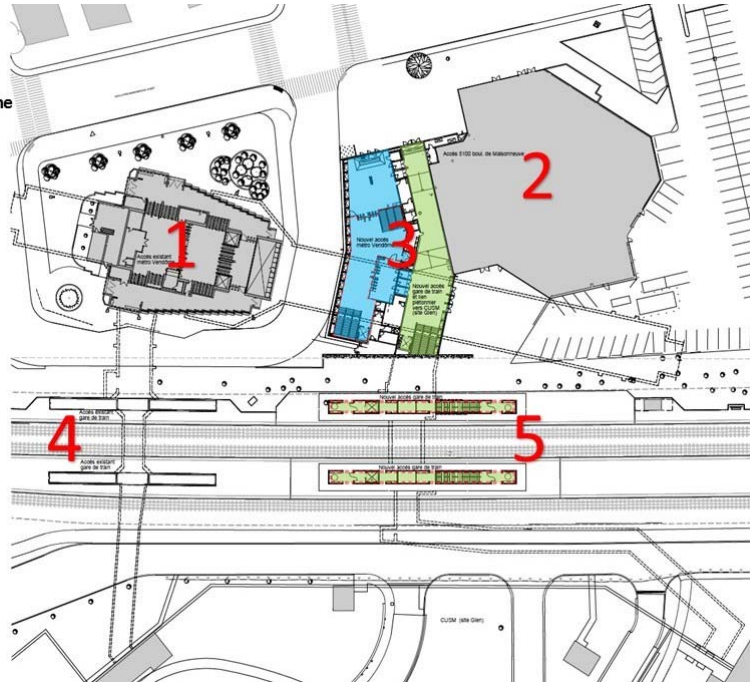 ne
2
Accès 5100 boul. de Maisonneuve
1
Accès existant
métro Vendôme
3
Nouvel accès
métro Vendôme
Nouvel accès
gare de train
et lien
piétonnier
vers CUSM
(site Glen)
4
Accès existant
gare de train
Accès existant
gare de train
5
Nouvel accès gare de train
Nouvel accès gare de train
CUSM (site Glen)